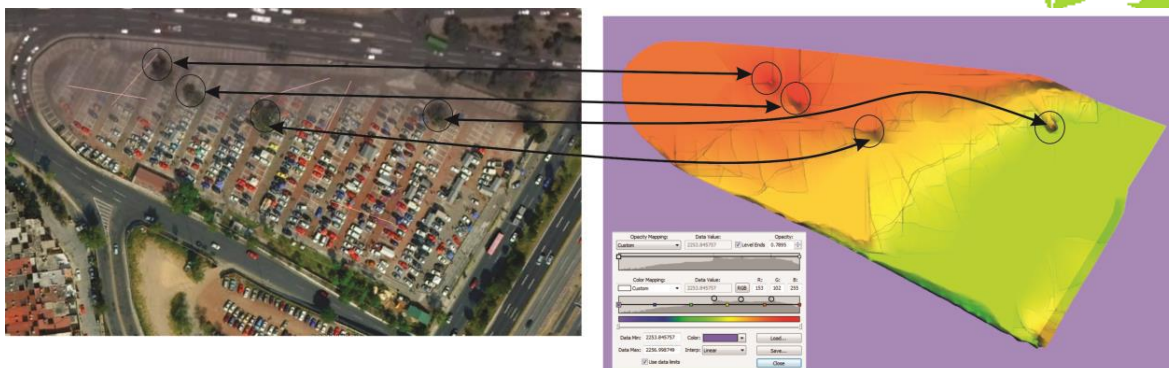 Opacity Mapping: Data Value: Opacity:
Custom 2253.845757 Level Ends 0.7895
Color Mapping: Data Value: R: G: B:
Custom 2253.845757 RGB 153 102 255
Data Min: 2253.845757 Color: Load...
Data Max: 2256.998749 Interp: Linear Save...
Use data limits Close